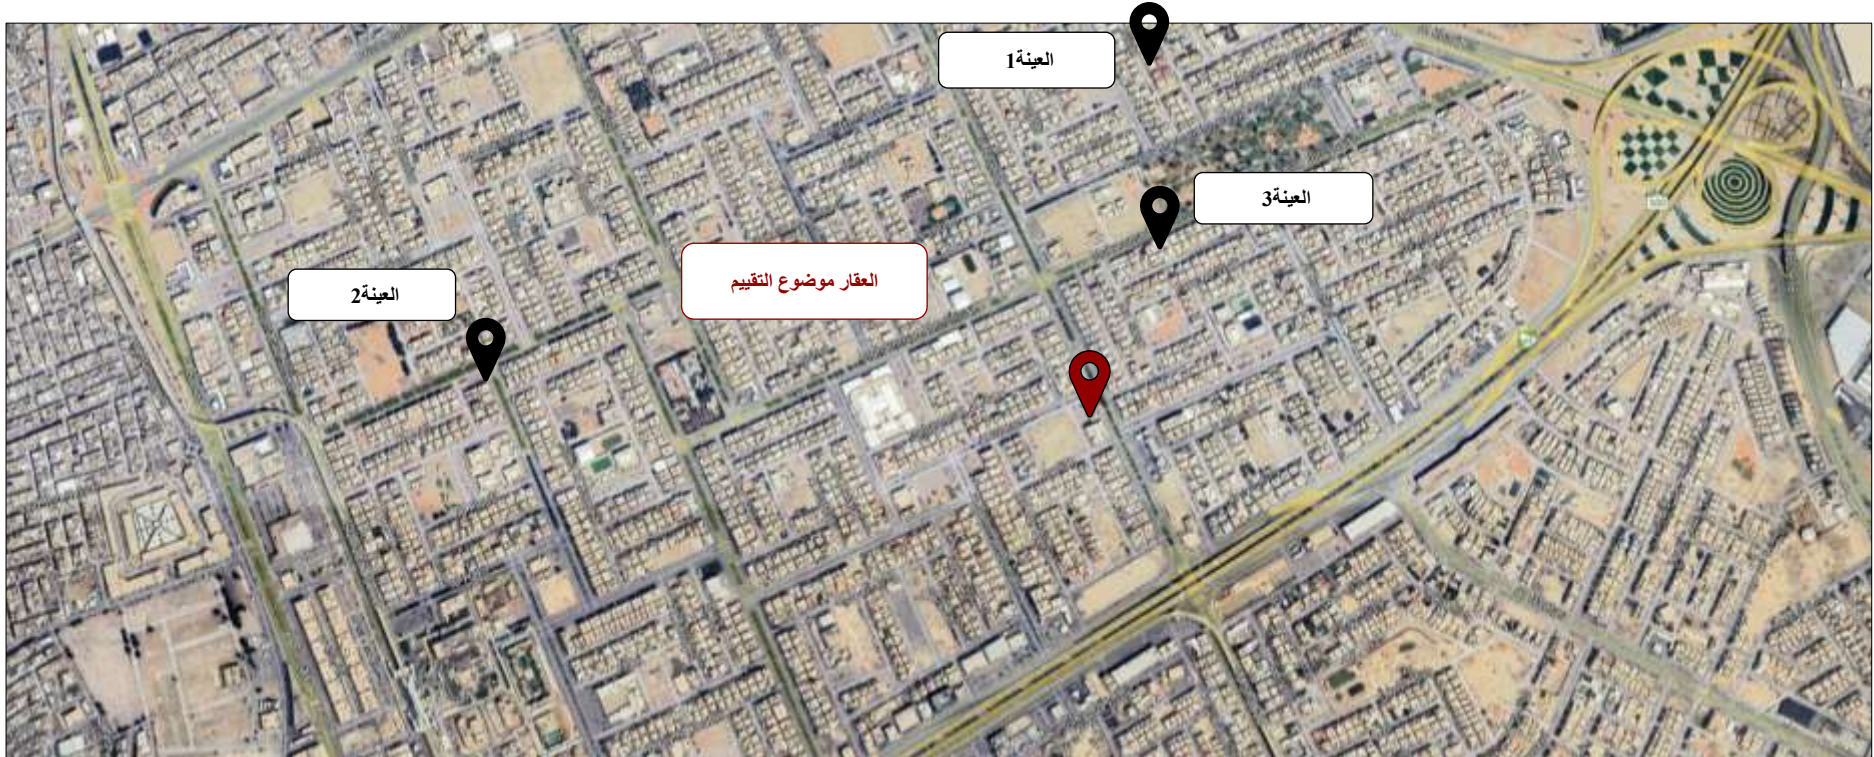 العينة1
العينة3
العقار موضوع التقييم
العينة2